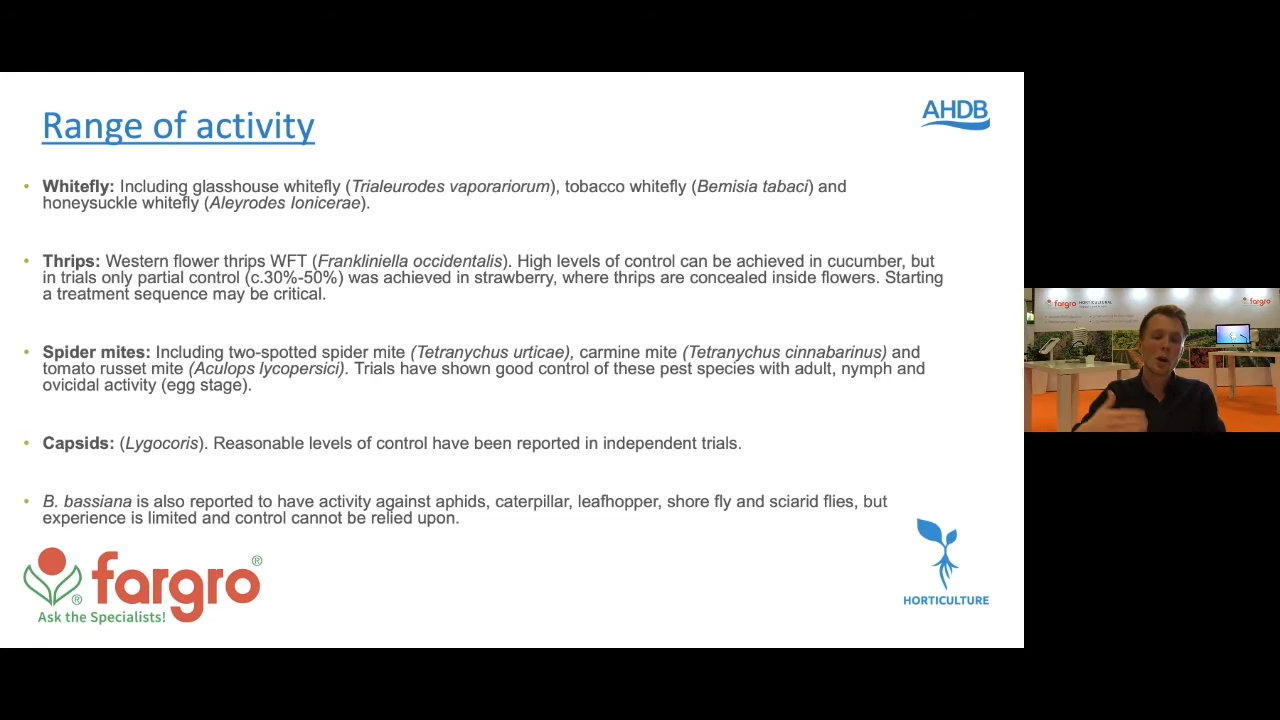 Range of activity
AHDB
• Whitefly: Including glasshouse whitefly (Trialeurodes vaporariorum), tobacco whitefly (Bemisia tabaci) and
honeysuckle whitefly (Aleyrodes lonicerae).
• Thrips: Western flower thrips WFT (Frankliniella occidentalis). High levels of control can be achieved in cucumber, but
in trials only partial control (c.30%-50%) was achieved in strawberry, where thrips are concealed inside flowers. Starting
a treatment sequence may be critical.
• Spider mites: Including two-spotted spider mite (Tetranychus urticae), carmine mite (Tetranychus cinnabarinus) and
tomato russet mite (Aculops lycopersici). Trials have shown good control of these pest species with adult, nymph and
ovicidal activity (egg stage).
• Capsids: (Lygocoris). Reasonable levels of control have been reported in independent trials.
• B. bassiana is also reported to have activity against aphids, caterpillar, leafhopper, shore fly and sciarid flies, but
experience is limited and control cannot be relied upon.
fargro®
®
Ask the Specialists!
HORTICULTURE
fargro HORTICULTURAL
fargro